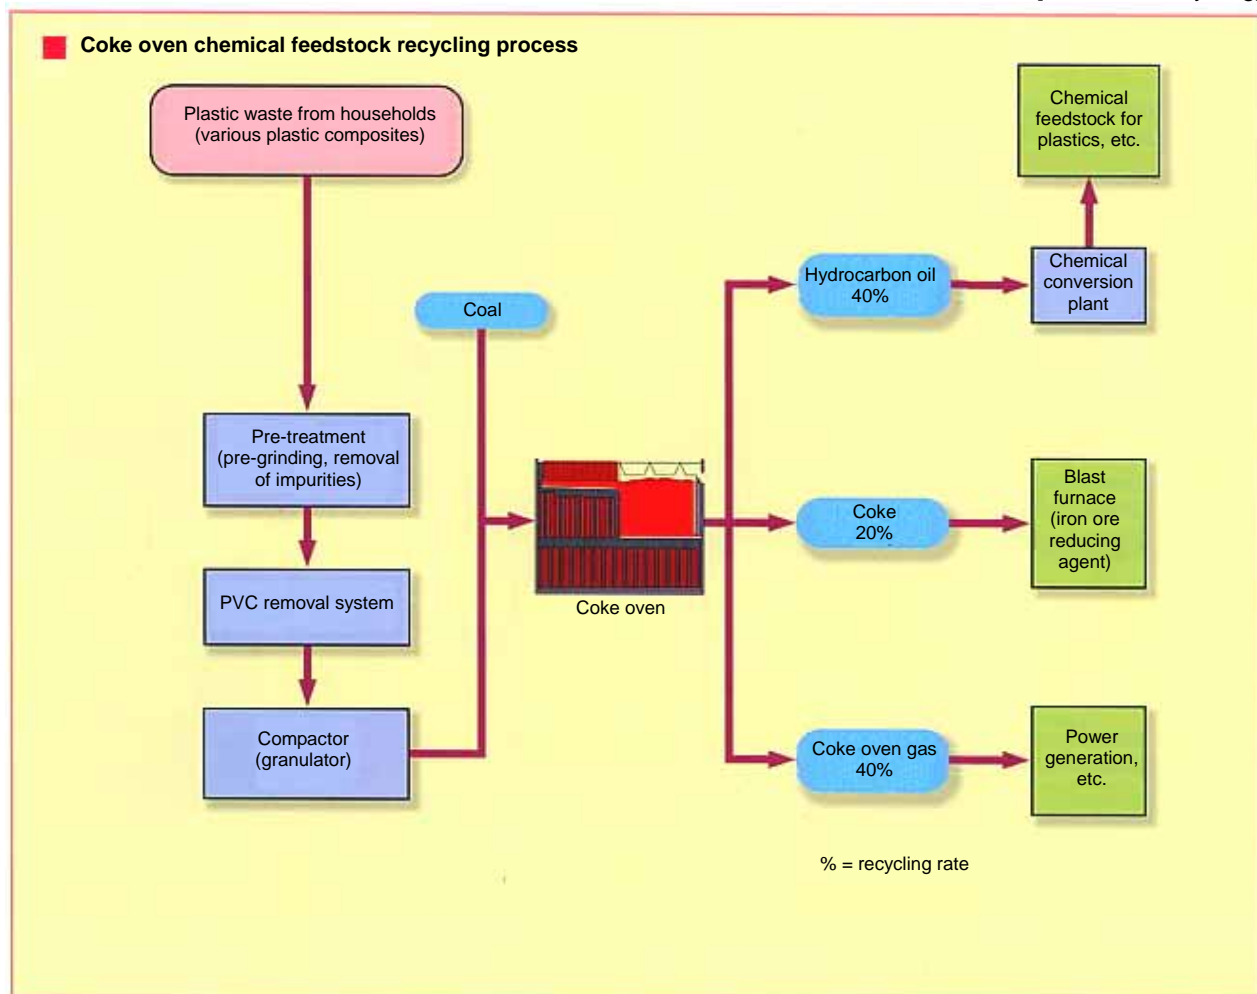 Coke oven chemical feedstock recycling process
Plastic waste from households
(various plastic composites)
Pre-treatment
(pre-grinding, removal
of impurities)
PVC removal system
Compactor
(granulator)
Coal
Coke oven
Hydrocarbon oil
40%
Chemical
conversion
plant
Chemical
feedstock for
plastics, etc.
Coke
20%
Blast
furnace
(iron ore
reducing
agent)
Coke oven gas
40%
Power
generation,
etc.
% = recycling rate